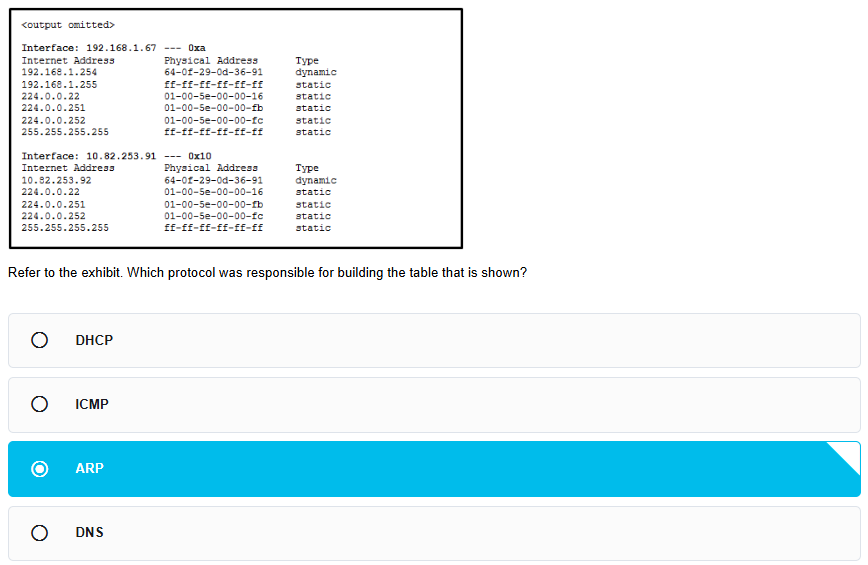 <output omitted>
Interface: 192.168.1.67 --- 0xa
Internet Address Physical Address Type
192.168.1.254 64-0f-29-0d-36-91 dynamic
192.168.1.255 ff-ff-ff-ff-ff-ff static
224.0.0.22 01-00-5e-00-00-16 static
224.0.0.251 01-00-5e-00-00-fb static
224.0.0.252 01-00-5e-00-00-fc static
255.255.255.255 ff-ff-ff-ff-ff-ff static
Interface: 10.82.253.91 --- 0x10
Internet Address Physical Address Type
10.82.253.92 64-0f-29-0d-36-91 dynamic
224.0.0.22 01-00-5e-00-00-16 static
224.0.0.251 01-00-5e-00-00-fb static
224.0.0.252 01-00-5e-00-00-fc static
255.255.255.255 ff-ff-ff-ff-ff-ff static
Refer to the exhibit. Which protocol was responsible for building the table that is shown?
DHCP
ICMP
ARP
DNS